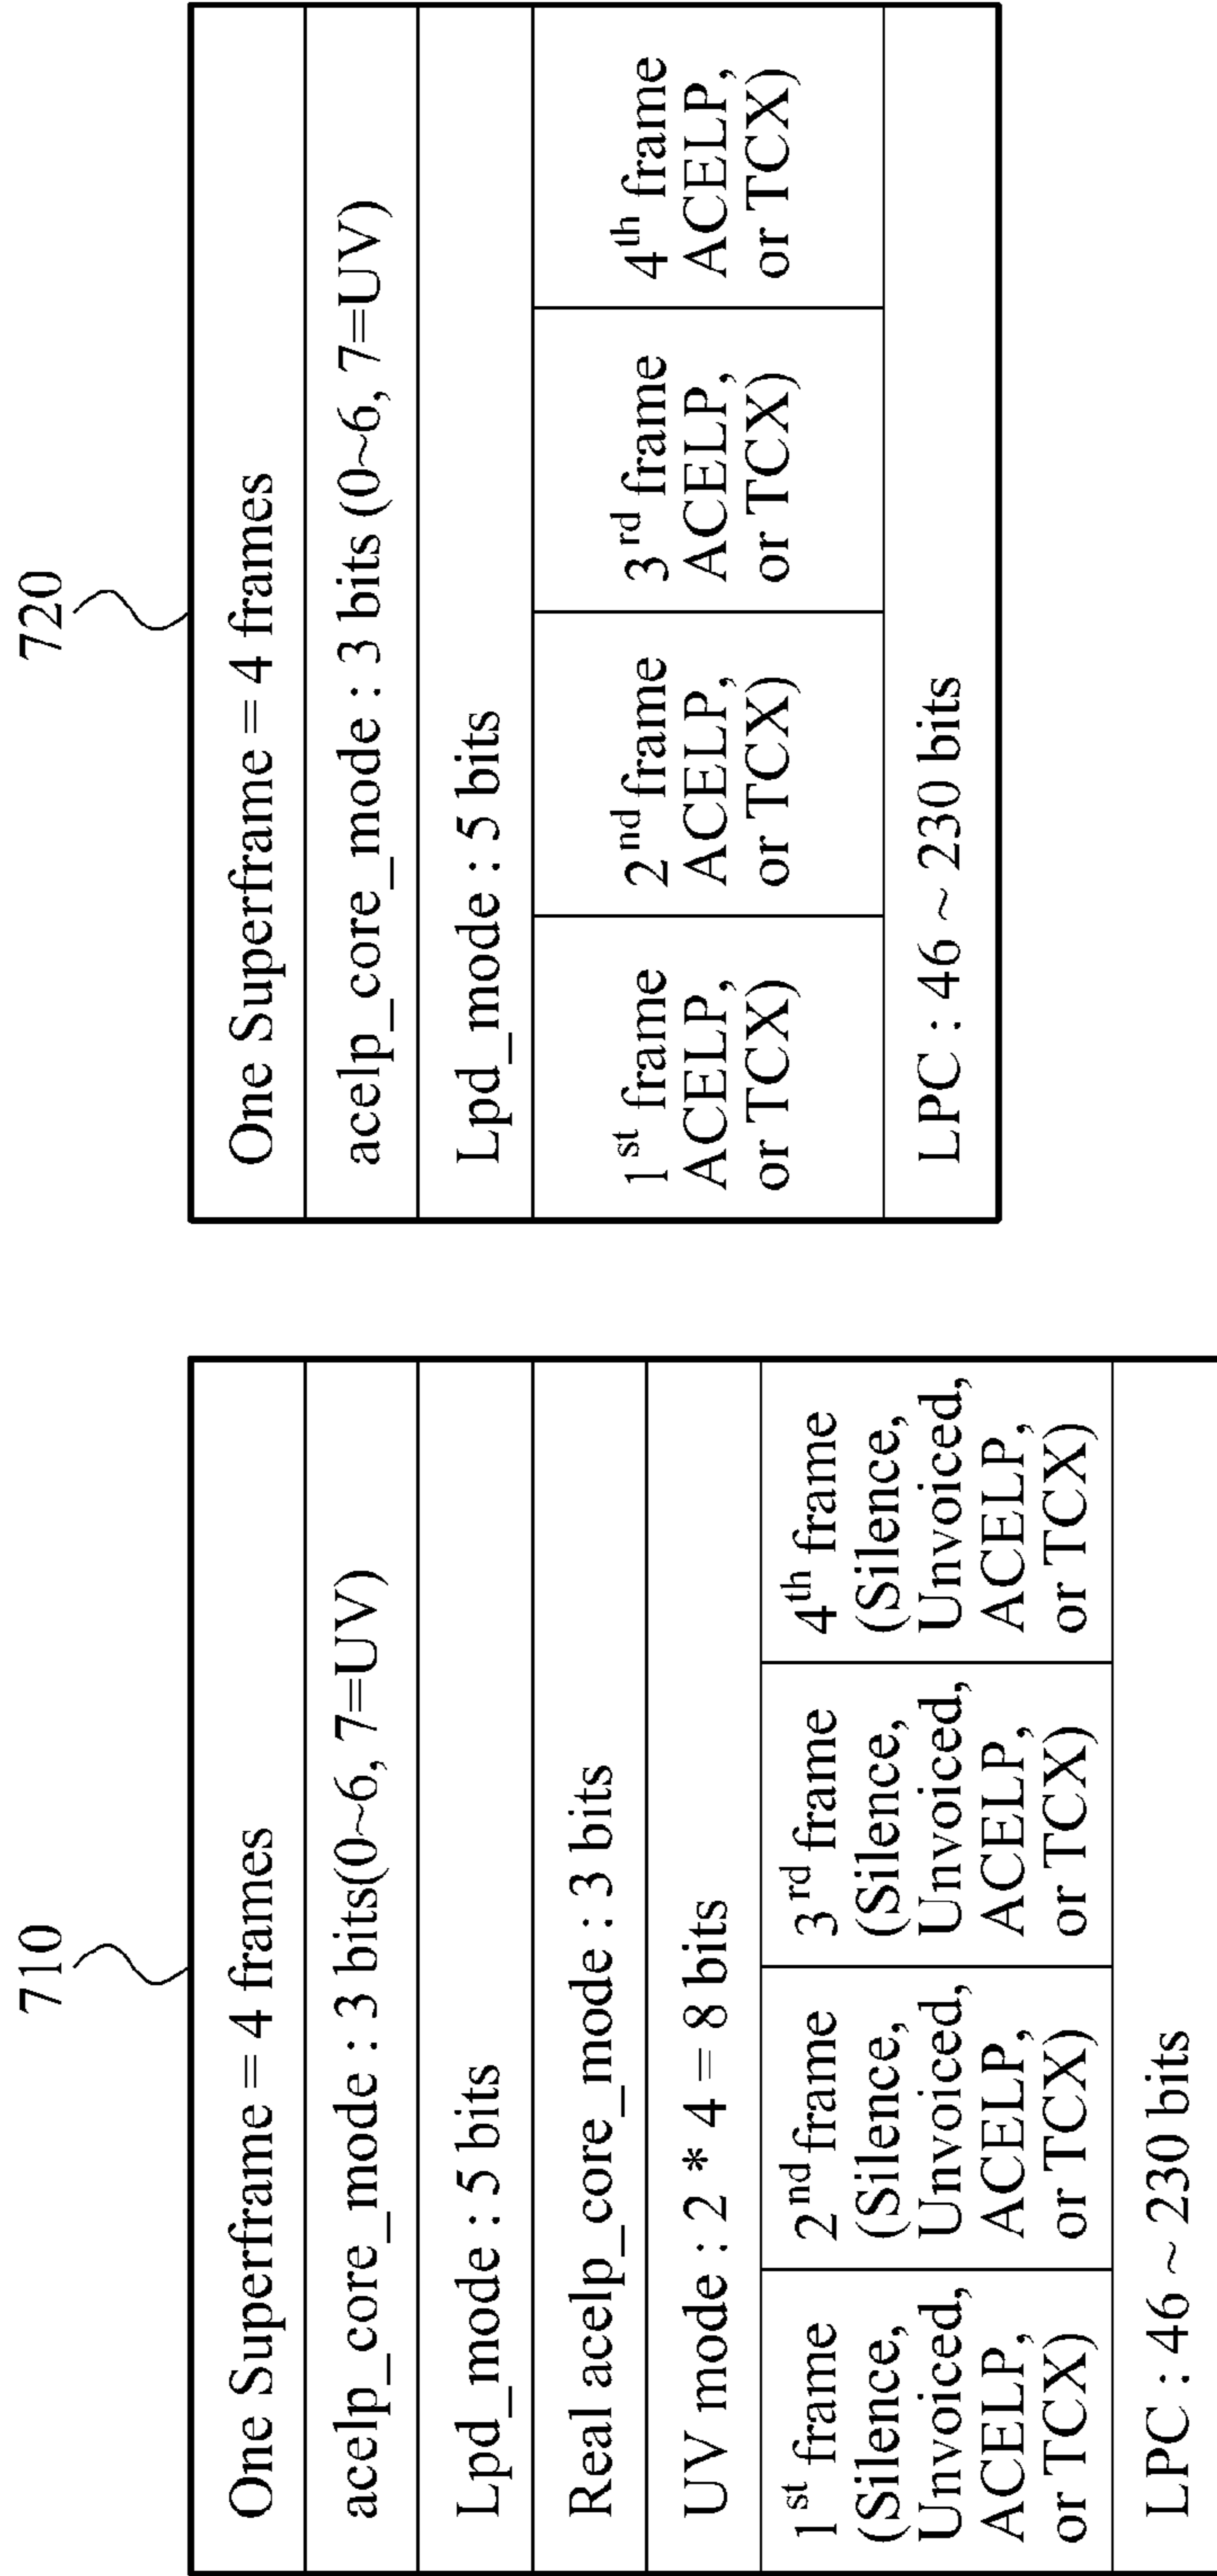 710
One Superframe = 4 frames
acelp_core_mode : 3 bits(0~6, 7=UV)
Lpd_mode : 5 bits
Real acelp_core_mode : 3 bits
UV mode : 2 * 4 = 8 bits
1st frame
(Silence,
Unvoiced,
ACELP,
or TCX)
2nd frame
(Silence,
Unvoiced,
ACELP,
or TCX)
3rd frame
(Silence,
Unvoiced,
ACELP,
or TCX)
4th frame
(Silence,
Unvoiced,
ACELP,
or TCX)
LPC : 46 ~ 230 bits
720
One Superframe = 4 frames
acelp_core_mode : 3 bits (0~6, 7=UV)
Lpd_mode : 5 bits
1st frame
ACELP,
or TCX)
2nd frame
ACELP,
or TCX)
3rd frame
ACELP,
or TCX)
4th frame
ACELP,
or TCX)
LPC : 46 ~ 230 bits